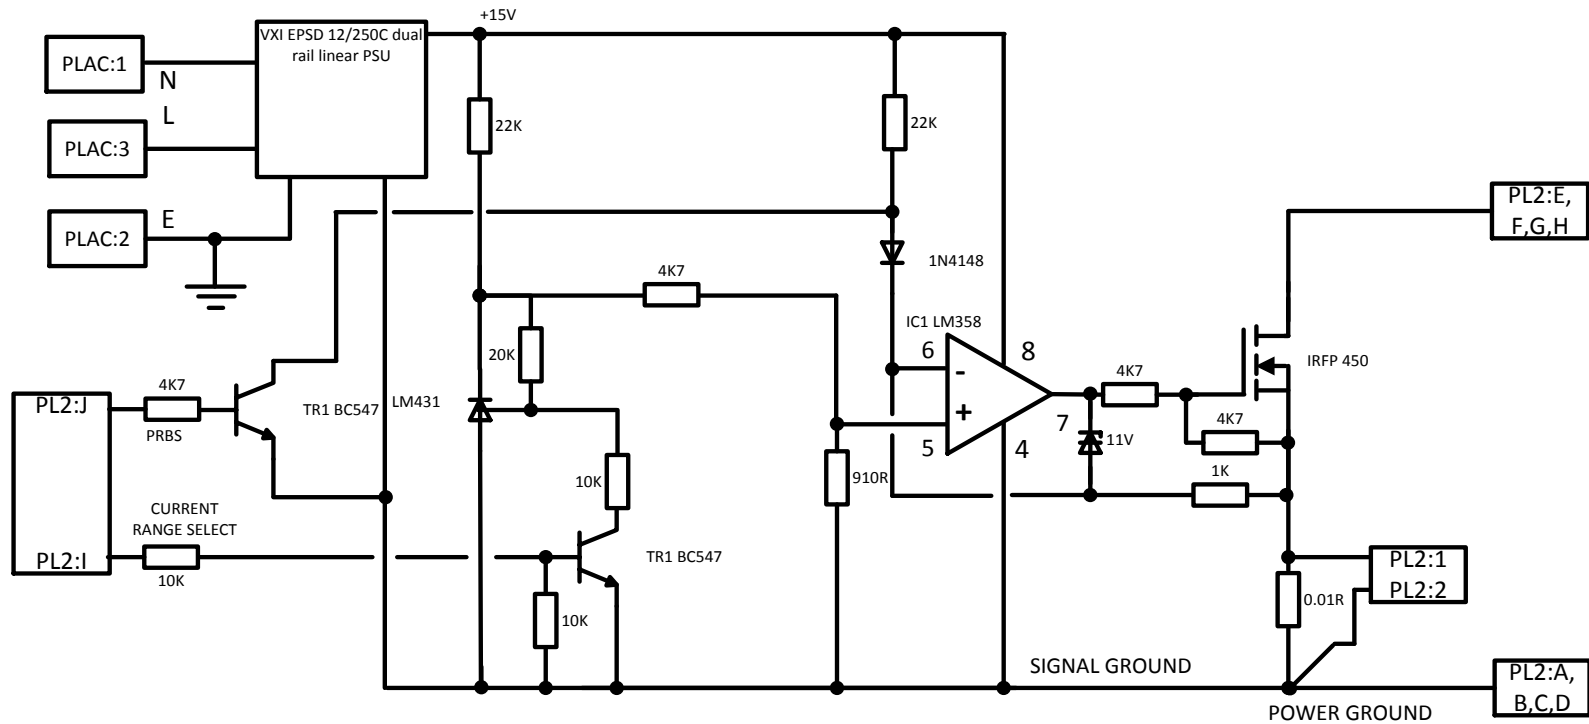 +15V
VXI EPSD 12/250C dual
rail linear PSU
PLAC:1
N
L
PLAC:3
PLAC:2
E
22K
22K
PL2:E,
F,G,H
1N4148
4K7
IC1 LM358
6
8
-
+
5
4
7
20K
IRFP 450
4K7
4K7
11V
1K
PL2:J
4K7
PRBS
TR1 BC547
LM431
910R
10K
CURRENT
RANGE SELECT
PL2:I
10K
TR1 BC547
10K
PL2:1
PL2:2
0.01R
SIGNAL GROUND
POWER GROUND
PL2:A,
B,C,D